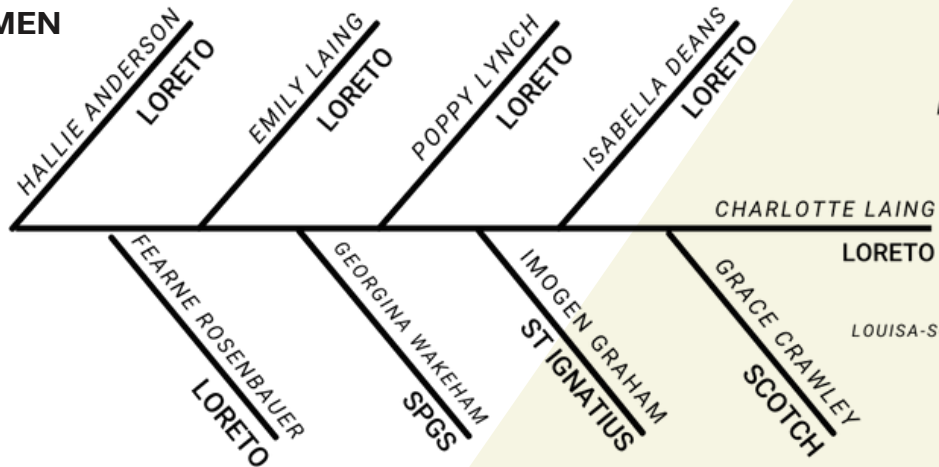 MEN
HALLIE ANDERSON
LORETO
EMILY LAING
LORETO
POPPY LYNCH
LORETO
ISABELLA DEANS
LORETO
CHARLOTTE LAING
LORETO
FEARNE ROSENBAUER
LORETO
GEORGINA WAKEHAM
SPGS
IMOGEN GRAHAM
ST IGNATIUS
GRACE CRAWLEY
SCOTCH
LOUISA-S